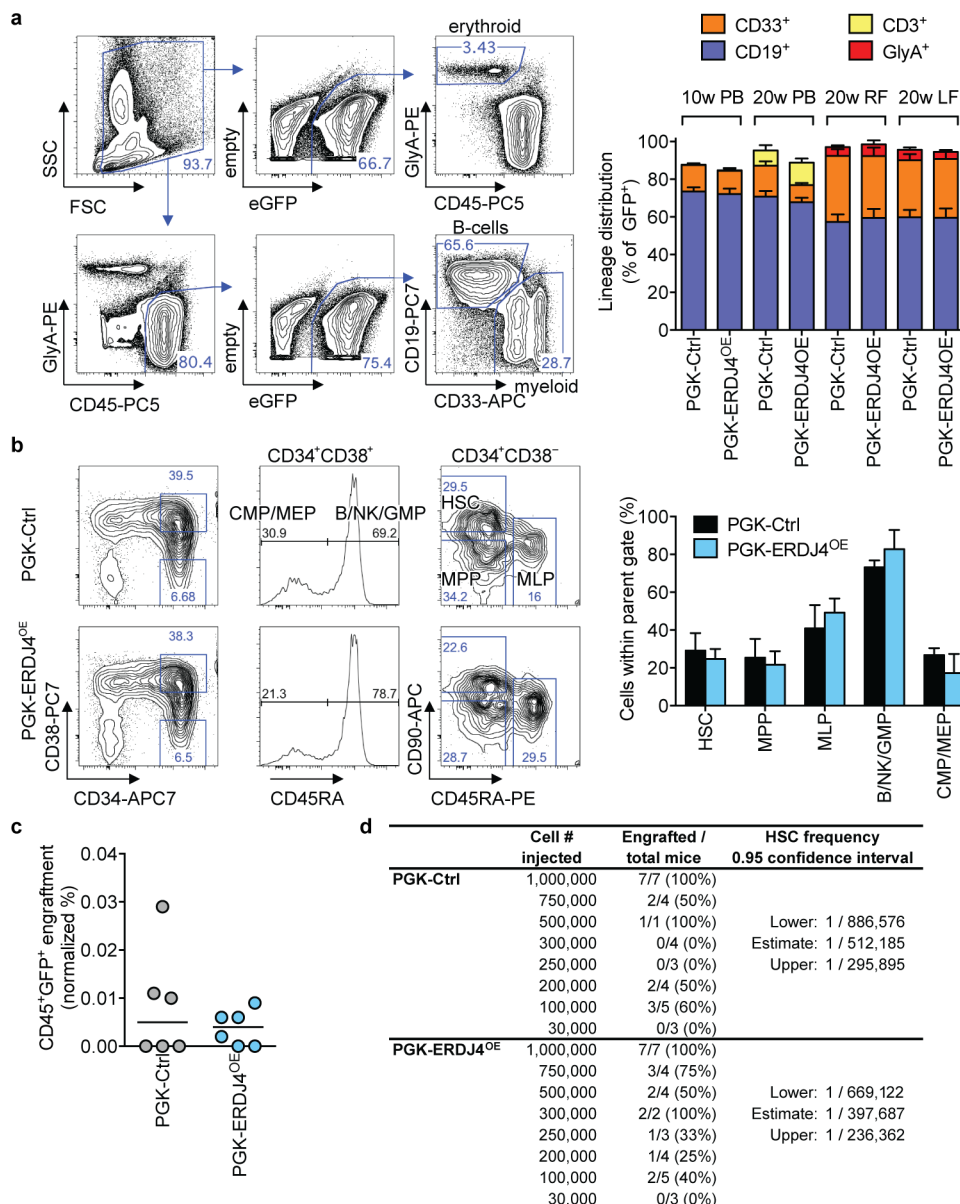 a
erythroid
3.43
SSC
93.7
FSC
empty
66.7
eGFP
GlyA-PE
CD45-PC5
GlyA-PE
80.4
CD45-PC5
empty
75.4
eGFP
B-cells
65.6
CD19-PC7
28.7
myeloid
CD33-APC
CD33+ CD3+
CD19+ GlyA+
10w PB 20w PB 20w RF 20w LF
Lineage distribution
(% of GFP+)
100
80
60
40
20
0
PGK-Ctrl
PGK-ERDJ4OE
PGK-Ctrl
PGK-ERDJ4OE
PGK-Ctrl
PGK-ERDJ4OE
PGK-Ctrl
PGK-ERDJ4OE
b
CD34+CD38+
CD34+CD38−
PGK-Ctrl
39.5
6.68
CMP/MEP B/NK/GMP
30.9 69.2
29.5
HSC
MPP MLP
34.2 16
PGK-ERDJ4OE
CD38-PC7
38.3
6.5
CD34-APC7
21.3 78.7
CD45RA
CD90-APC
22.6
28.7 29.5
CD45RA-PE
Cells within parent gate (%)
100
80
60
40
20
0
PGK-Ctrl
PGK-ERDJ4OE
HSC
MPP
MLP
B/NK/GMP
CMP/MEP
c
CD45+GFP+ engraftment
(normalized %)
0.04
0.03
0.02
0.01
0.00
PGK-Ctrl
PGK-ERDJ4OE
d
Cell # Engrafted / HSC frequency
injected total mice 0.95 confidence interval
PGK-Ctrl 1,000,000 7/7 (100%)
750,000 2/4 (50%)
500,000 1/1 (100%) Lower: 1 / 886,576
300,000 0/4 (0%) Estimate: 1 / 512,185
250,000 0/3 (0%) Upper: 1 / 295,895
200,000 2/4 (50%)
100,000 3/5 (60%)
30,000 0/3 (0%)
PGK-ERDJ4OE 1,000,000 7/7 (100%)
750,000 3/4 (75%)
500,000 2/4 (50%) Lower: 1 / 669,122
300,000 2/2 (100%) Estimate: 1 / 397,687
250,000 1/3 (33%) Upper: 1 / 236,362
200,000 1/4 (25%)
100,000 2/5 (40%)
30,000 0/3 (0%)